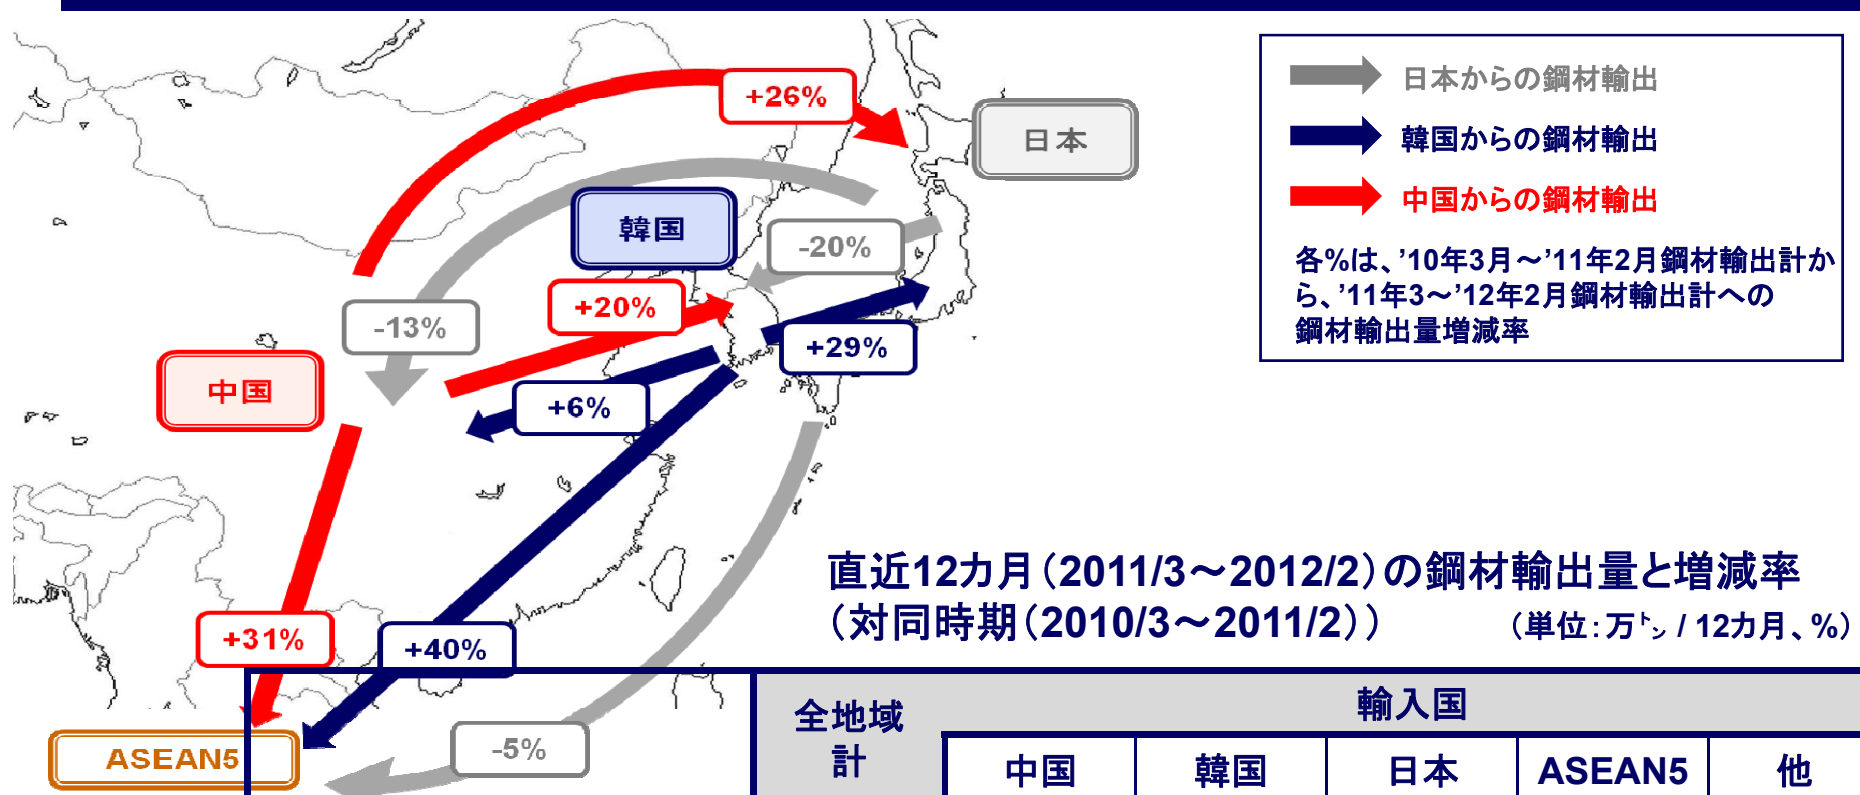 +26%
日本
韓国
-20%
+20%
-13%
+29%
中国
+6%
+31%
+40%
-5%
ASEAN5
日本からの鋼材輸出
韓国からの鋼材輸出
中国からの鋼材輸出
各%は、’10年3月～’11年2月鋼材輸出計か
ら、’11年3～’12年2月鋼材輸出計への
鋼材輸出量増減率
直近12カ月（2011/3～2012/2）の鋼材輸出量と増減率
（対同時期（2010/3～2011/2））
（単位：万㌧ / 12カ月、%）
全地域
計
輸入国
中国 韓国 日本 ASEAN5 他